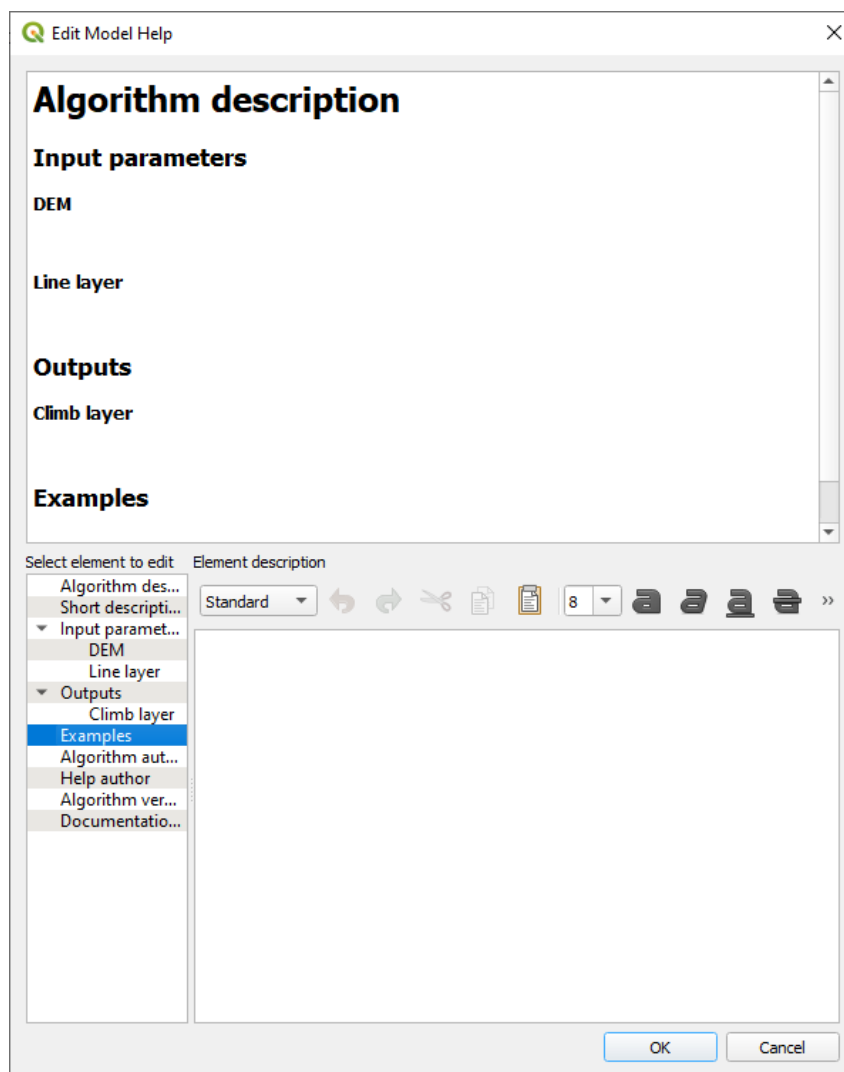 Edit Model Help
Algorithm description
Input parameters
DEM
Line layer
Outputs
Climb layer
Examples
Select element to edit Element description
Algorithm des...
Short descripti...
Input paramet...
DEM
Line layer
Outputs
Climb layer
Examples
Algorithm aut...
Help author
Algorithm ver...
Documentatio...
Standard 8 a a a a »
OK Cancel